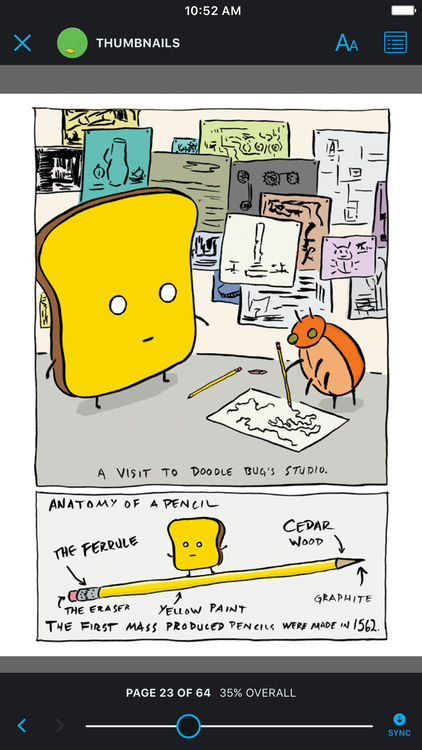 10:52 AM
THUMBNAILS
AA
A VISIT TO DOODLE BUG'S STUDIO.
ANATOMY OF A PENCIL
THE FERRULE
CEDAR
WOOD
THE ERASER
YELLOW PAINT
GRAPHITE
THE FIRST MASS PRODUCED PENCILS WERE MADE IN 1562.
PAGE 23 OF 64 35% OVERALL
SYNC